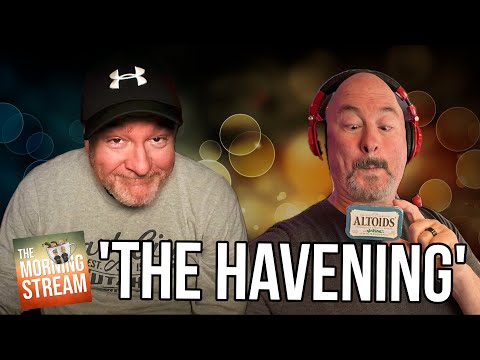 ALTOIDS
THE
MORNING
STREAM
'THE HAVENING'